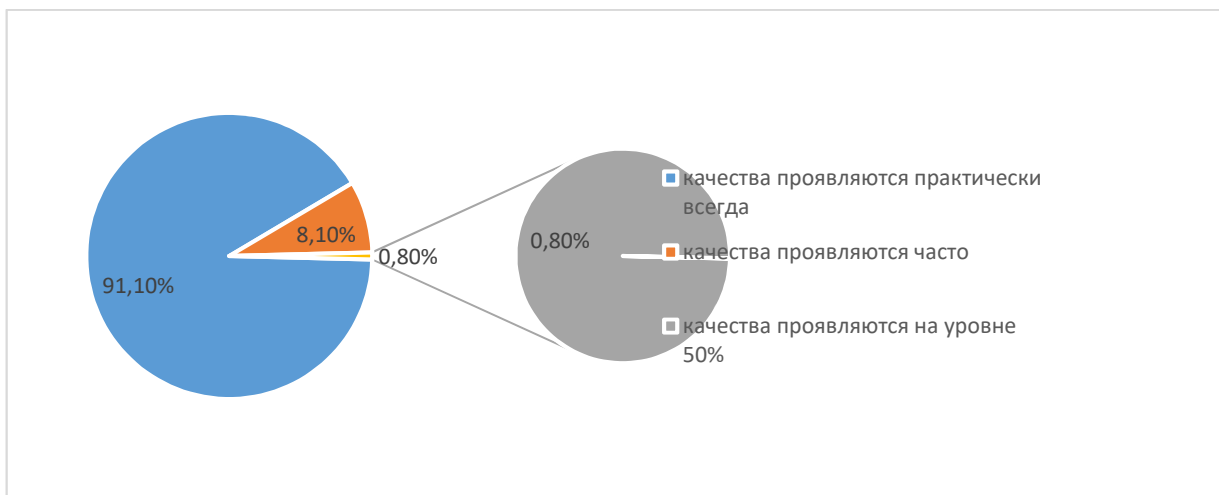 91,10%
8,10%
0,80%
0,80%
качества проявляются практически
всегда
качества проявляются часто
качества проявляются на уровне
50%